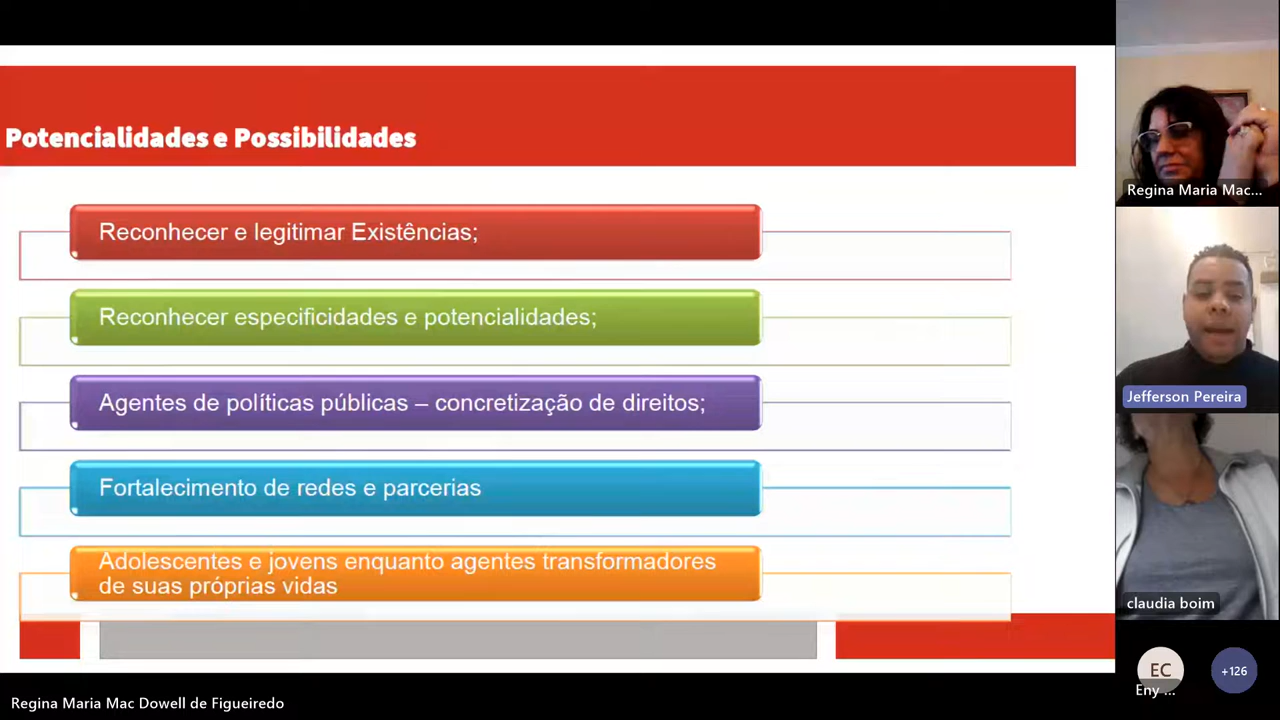 Potencialidades e Possibilidades
Reconhecer e legitimar Existências;
Reconhecer especificidades e potencialidades;
Agentes de políticas públicas – concretização de direitos;
Fortalecimento de redes e parcerias
Adolescentes e jovens enquanto agentes transformadores
de suas próprias vidas
Regina Maria Mac...
Jefferson Pereira
claudia boim
EC
+126
Eny ...
Regina Maria Mac Dowell de Figueiredo